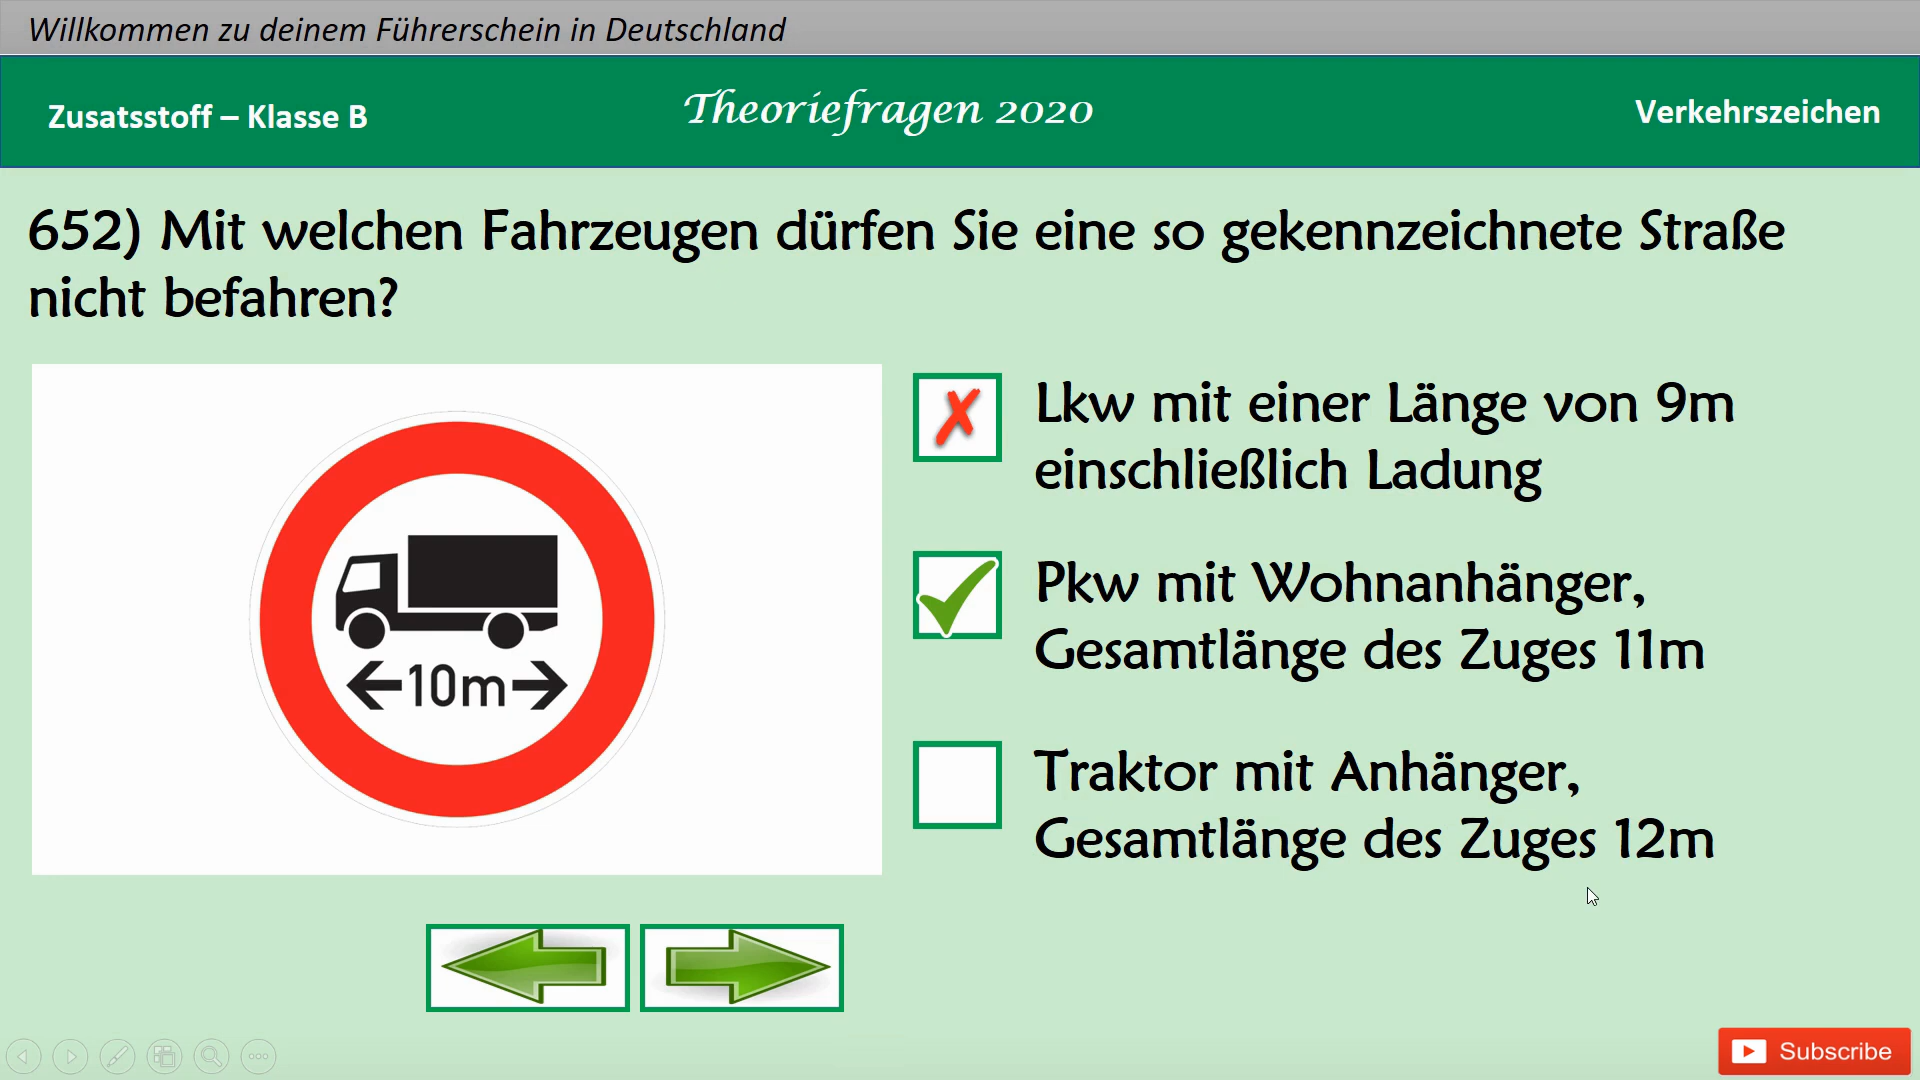 Willkommen zu deinem Führerschein in Deutschland
Zusatsstoff – Klasse B
Theoriefragen 2020
Verkehrszeichen
652) Mit welchen Fahrzeugen dürfen Sie eine so gekennzeichnete Straße
nicht befahren?
10m
Lkw mit einer Länge von 9m
einschließlich Ladung
Pkw mit Wohnanhänger,
Gesamtlänge des Zuges 11m
Traktor mit Anhänger,
Gesamtlänge des Zuges 12m
Subscribe